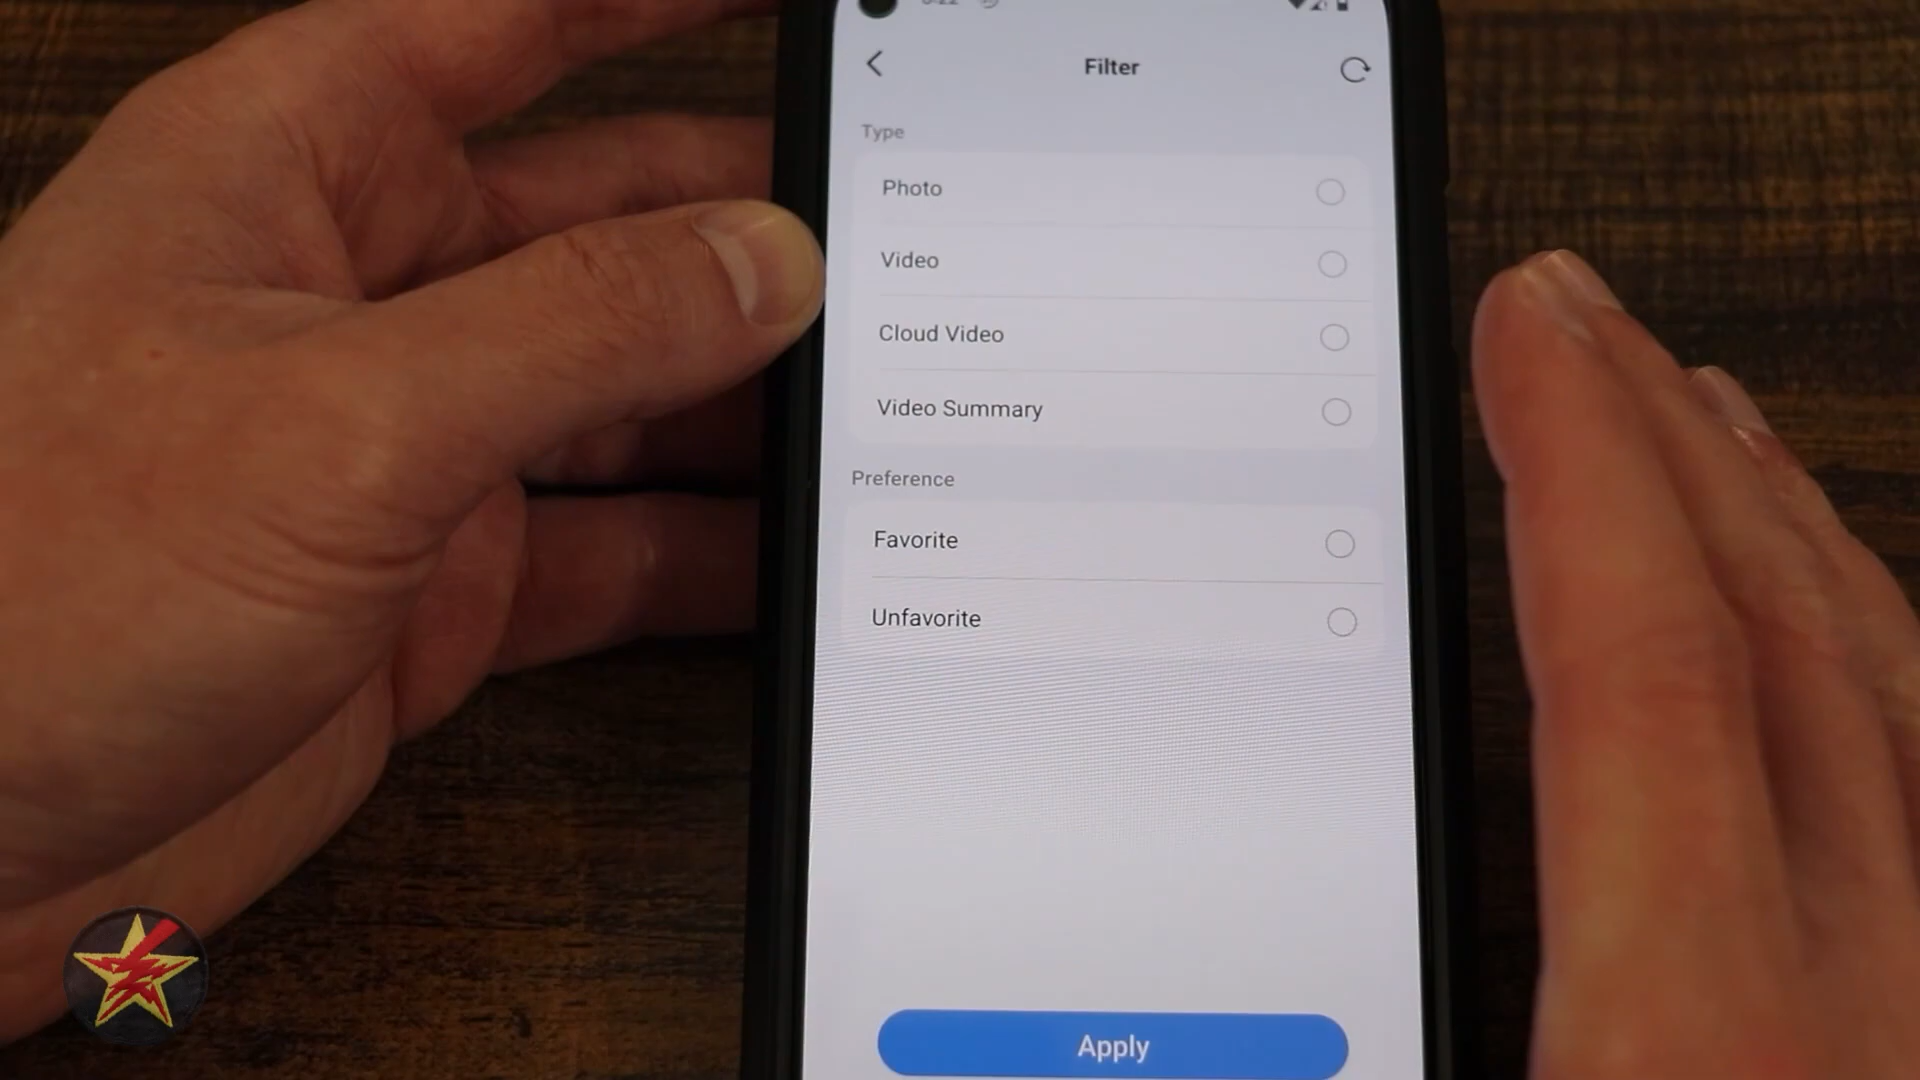 Filter
Type
Photo
Video
Cloud Video
Video Summary
Preference
Favorite
Unfavorite
Apply